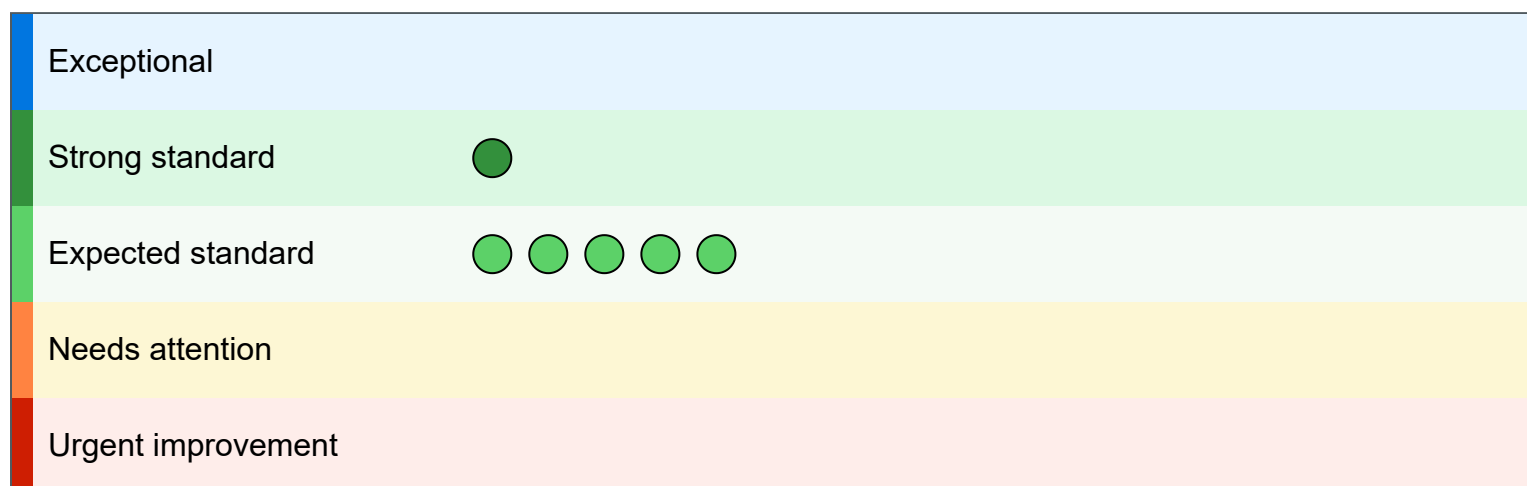 Exceptional
Strong standard
Expected standard
Needs attention
Urgent improvement